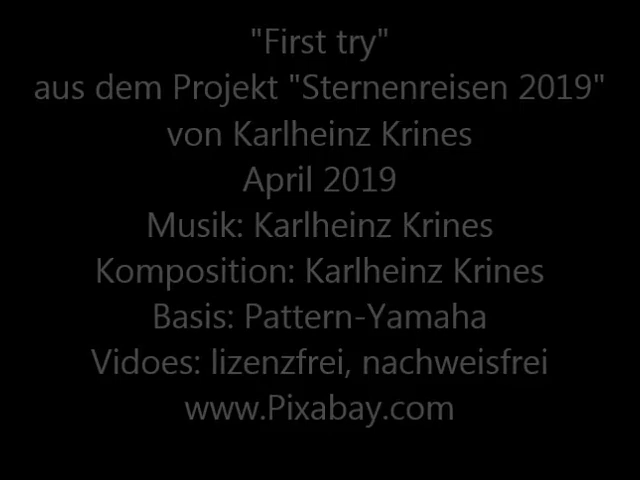 "First try"
aus dem Projekt "Sternenreisen 2019"
von Karlheinz Krines
April 2019
Musik: Karlheinz Krines
Komposition: Karlheinz Krines
Basis: Pattern-Yamaha
Vidoes: lizenzfrei, nachweisfrei
www.Pixabay.com